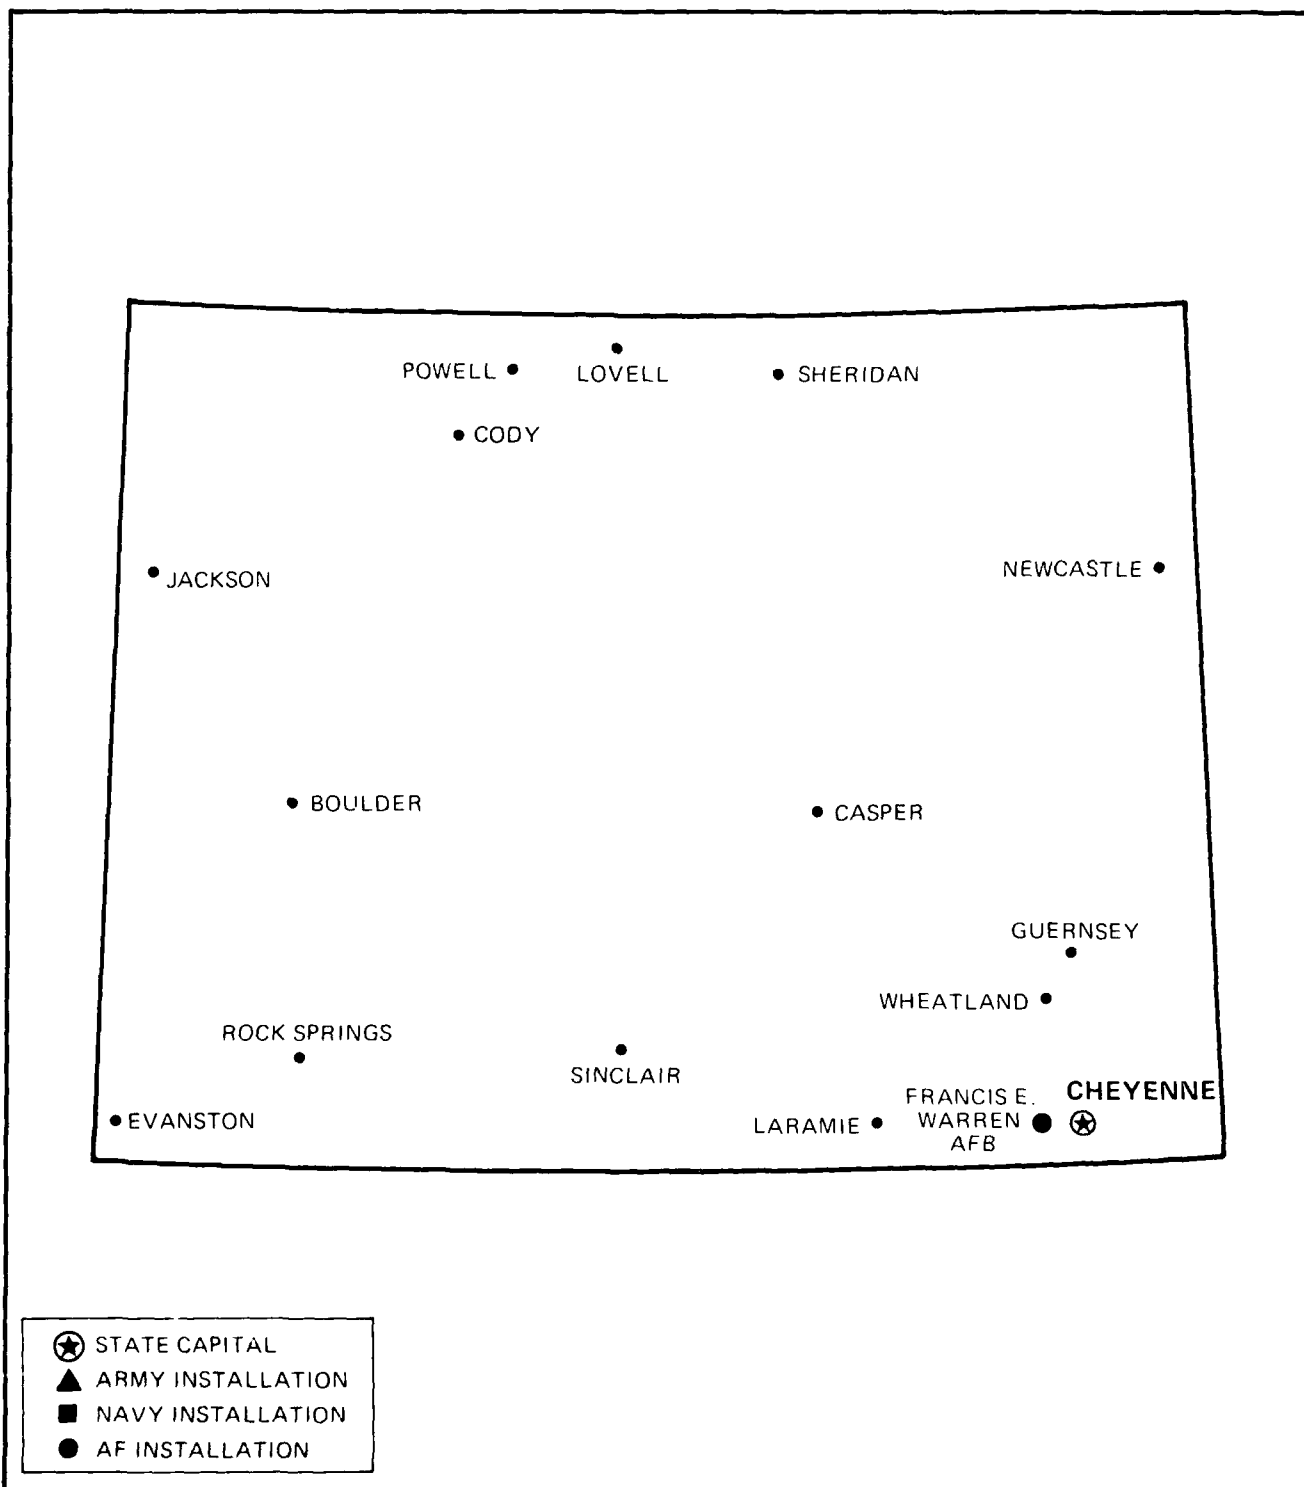 POWELL
LOVELL
SHERIDAN
CODY
JACKSON
NEWCASTLE
BOULDER
CASPER
GUERNSEY
WHEATLAND
ROCK SPRINGS
SINCLAIR
CHEYENNE
FRANCIS E.
WARREN
AFB
EVANSTON
LARAMIE
STATE CAPITAL
ARMY INSTALLATION
NAVY INSTALLATION
AF INSTALLATION